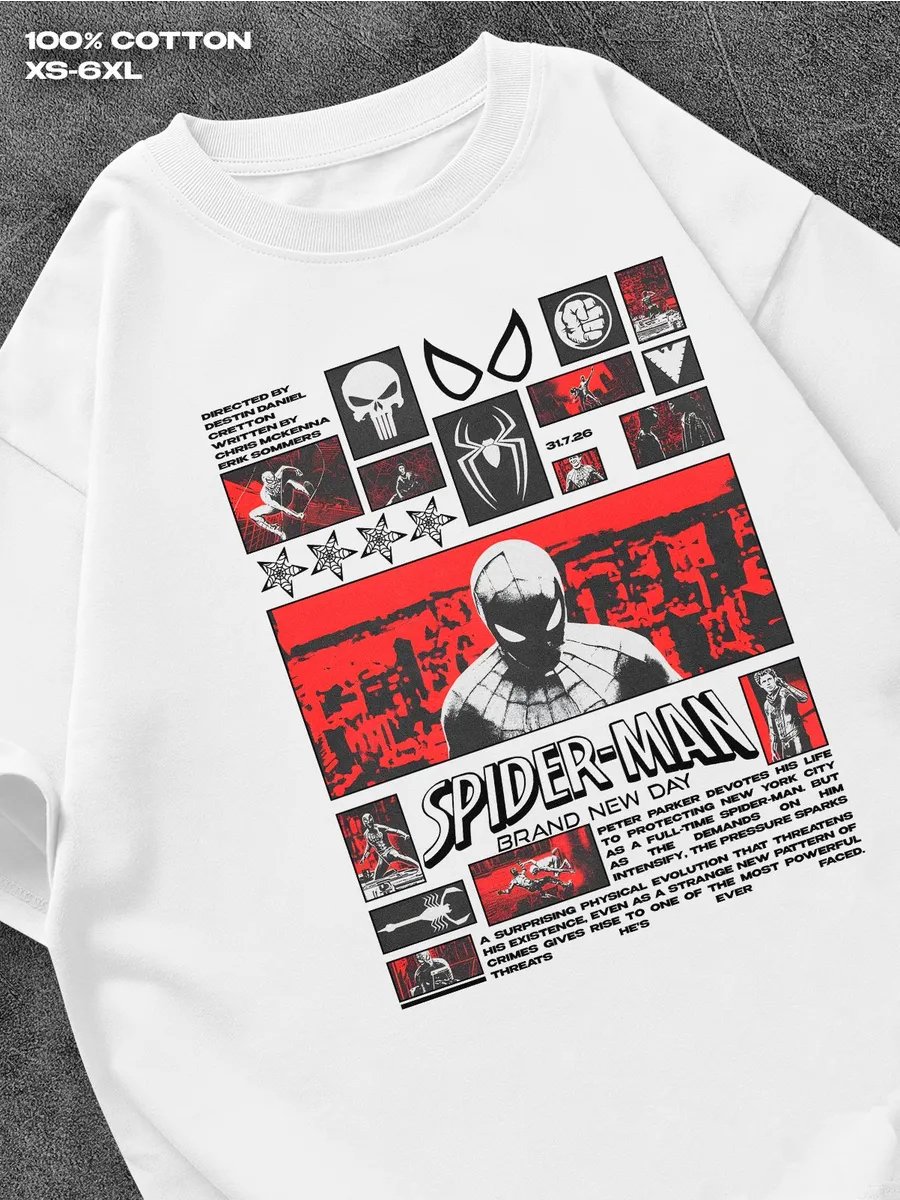 100% COTTON
XS-6XL
DIRECTED BY
DESTIN DANIEL
CRETTON
WRITTEN BY
CHRIS MCKENNA
ERIK SOMMERS
31.7.26
SPIDER-MAN
BRAND NEW DAY
PETER PARKER DEVOTES HIS LIFE
TO PROTECTING NEW YORK CITY
AS A FULL-TIME SPIDER-MAN. BUT
AS THE DEMANDS ON HIM
INTENSIFY, THE PRESSURE SPARKS
A SURPRISING PHYSICAL EVOLUTION THAT THREATENS
HIS EXISTENCE, EVEN AS A STRANGE NEW PATTERN OF
CRIMES GIVES RISE TO ONE OF THE MOST POWERFUL
THREATS HE'S EVER FACED.